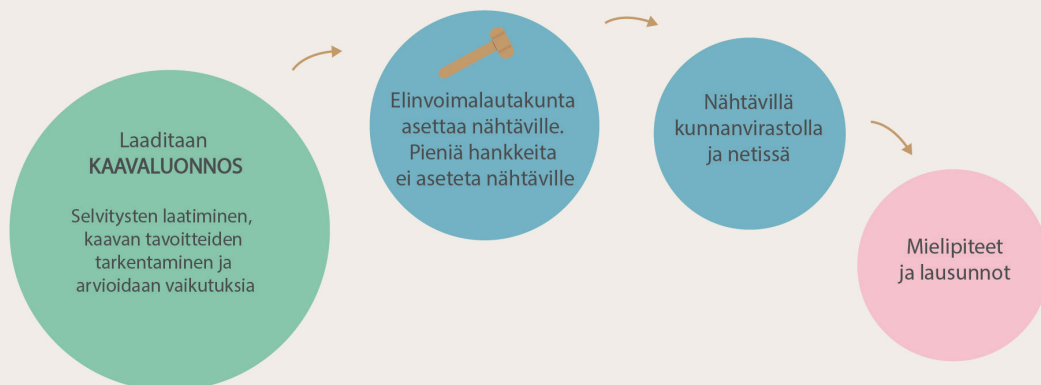 Laaditaan
KAAVALUONNOS
Selvitysten laatiminen,
kaavan tavoitteiden
tarkentaminen ja
arvioidaan vaikutuksia
Elinvoimalautakunta
asettaa nähtäville.
Pieniä hankkeita
ei aseteta nähtäville
Nähtävillä
kunnanvirastolla
ja netissä
Mielipiteet
ja lausunnot